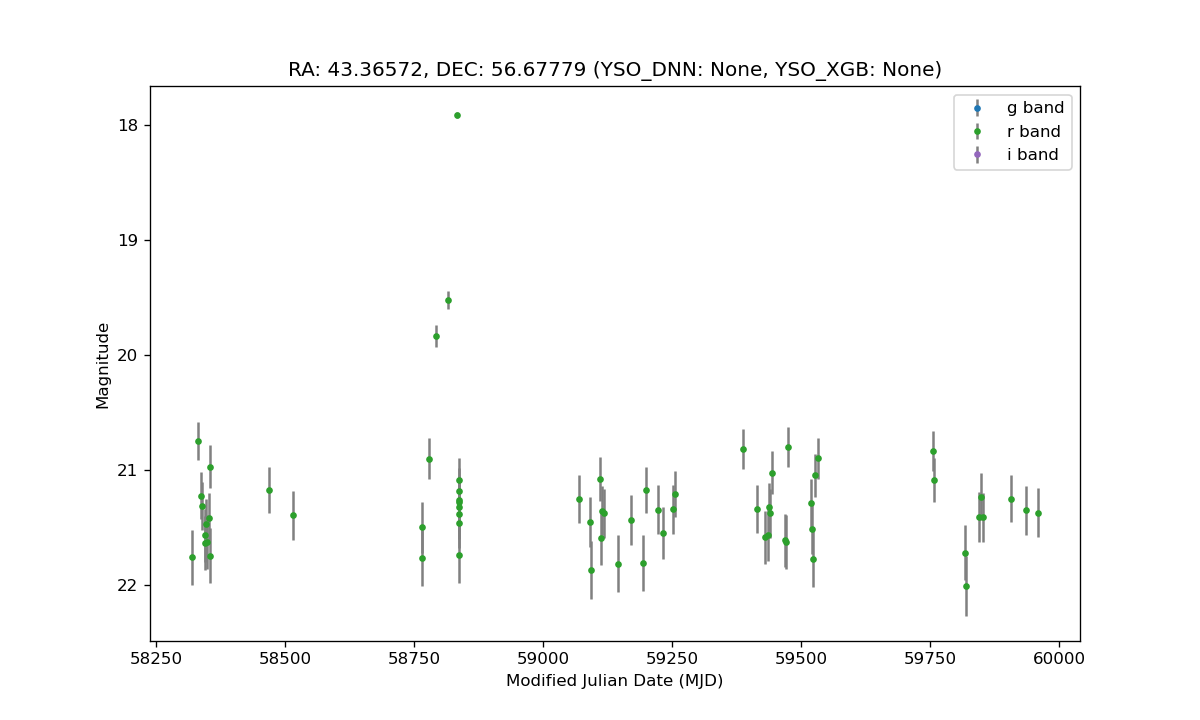 RA: 43.36572, DEC: 56.67779 (YSO_DNN: None, YSO_XGB: None)
g band
r band
i band
18
19
20
21
22
Magnitude
58250 58500 58750 59000 59250 59500 59750 60000
Modified Julian Date (MJD)